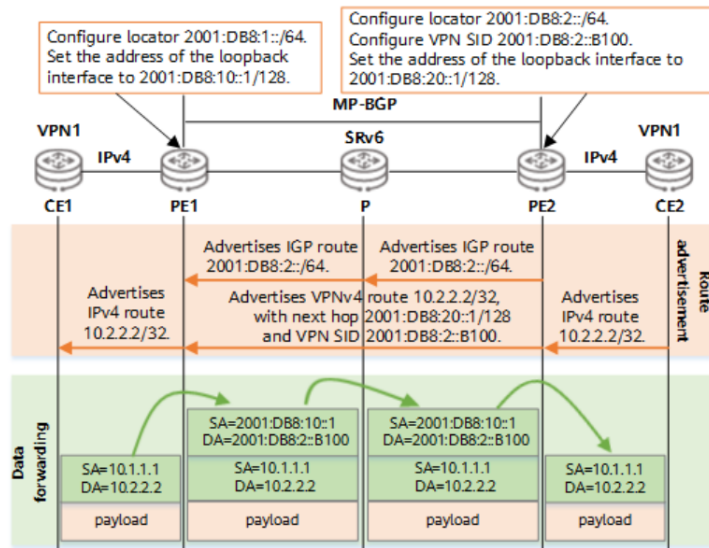 Configure locator 2001:DB8:1::/64.
Set the address of the loopback
interface to 2001:DB8:10::1/128.
Configure locator 2001:DB8:2::/64.
Configure VPN SID 2001:DB8:2::B100.
Set the address of the loopback interface to
2001:DB8:20::1/128.
MP-BGP
VPN1
SRv6
VPN1
IPv4
IPv4
CE1
PE1
P
PE2
CE2
Route
advertisement
Advertises IGP route
2001:DB8:2::/64.
Advertises IGP route
2001:DB8:2::/64.
Advertises
IPv4 route
10.2.2.2/32.
Advertises VPNv4 route 10.2.2.2/32,
with next hop 2001:DB8:20::1/128
and VPN SID 2001:DB8:2::B100.
Advertises
IPv4 route
10.2.2.2/32.
Data
forwarding
SA=10.1.1.1
DA=10.2.2.2
payload
SA=2001:DB8:10::1
DA=2001:DB8:2::B100
SA=10.1.1.1
DA=10.2.2.2
payload
SA=2001:DB8:10::1
DA=2001:DB8:2::B100
SA=10.1.1.1
DA=10.2.2.2
payload
SA=10.1.1.1
DA=10.2.2.2
payload